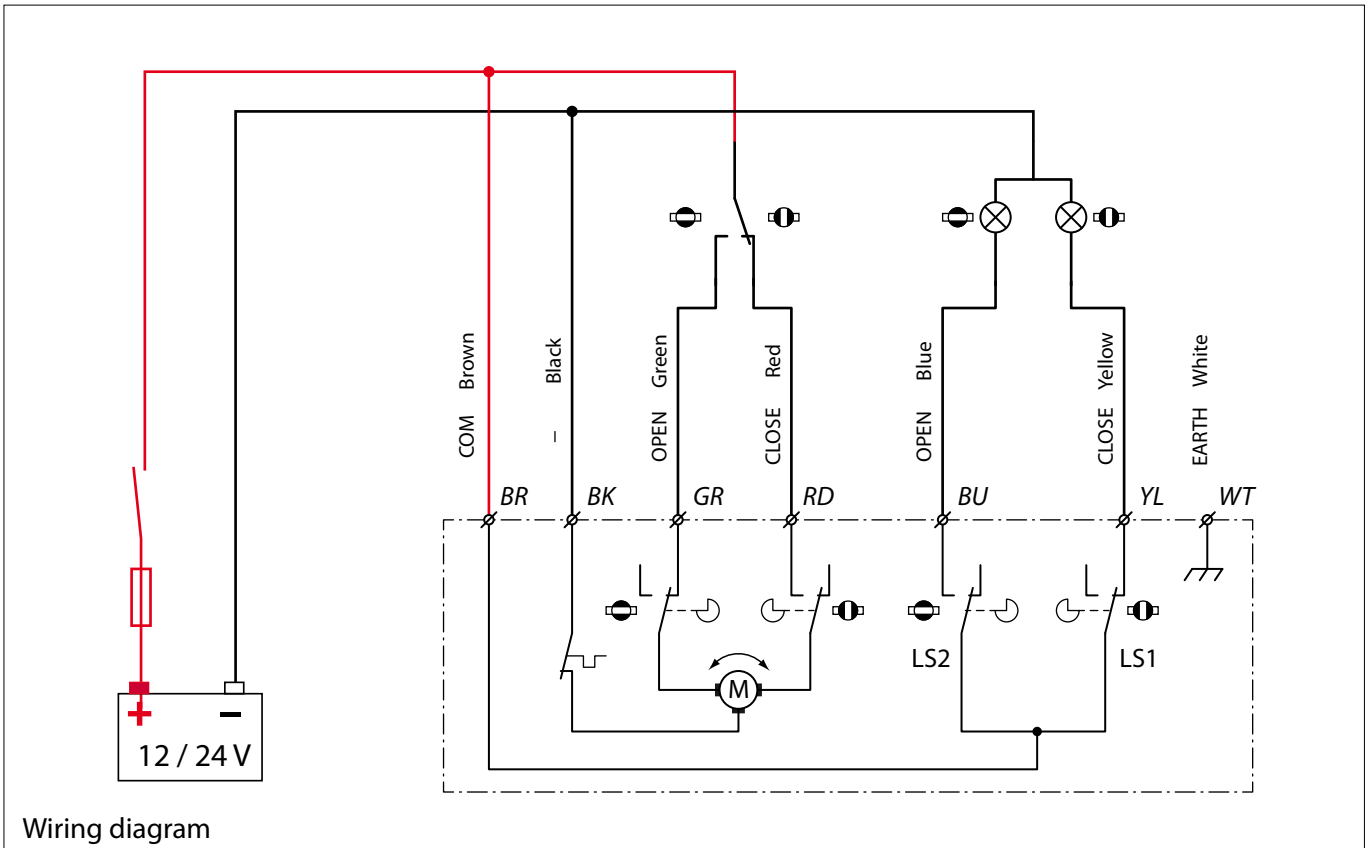 COM Brown
– Black
OPEN Green
CLOSE Red
OPEN Blue
CLOSE Yellow
EARTH White
BR
BK
GR
RD
BU
YL
WT
LS2
LS1
M
+ –
12 / 24 V
Wiring diagram